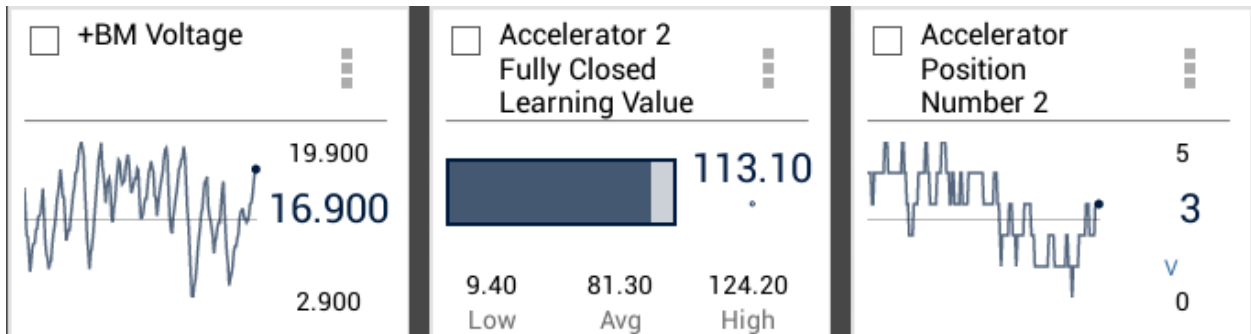 +BM Voltage
19.900
16.900
2.900
Accelerator 2
Fully Closed
Learning Value
113.10
°
9.40 81.30 124.20
Low Avg High
Accelerator
Position
Number 2
5
3
V
0